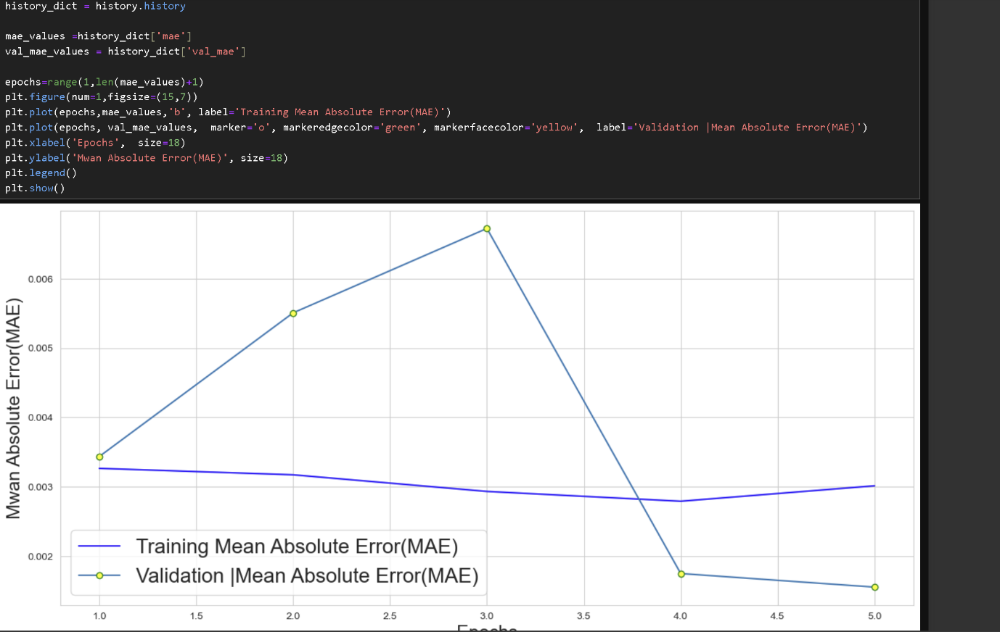 history_dict = history.history
mae_values =history_dict['mae']
val_mae_values = history_dict['val_mae']
epochs=range(1,len(mae_values)+1)
plt.figure(num=1,figsize=(15,7))
plt.plot(epochs,mae_values,'b', label='Training Mean Absolute Error(MAE)')
plt.plot(epochs, val_mae_values,  marker='o', markeredgecolor='green', markerfacecolor='yellow',  label='Validation |Mean Absolute Error(MAE)')
plt.xlabel('Epochs',  size=18)
plt.ylabel('Mwan Absolute Error(MAE)', size=18)
plt.legend()
plt.show()
Mwan Absolute Error(MAE)
0.006
0.005
0.004
0.003
0.002
Training Mean Absolute Error(MAE)
Validation |Mean Absolute Error(MAE)
1.0 1.5 2.0 2.5 3.0 3.5 4.0 4.5 5.0
Epochs